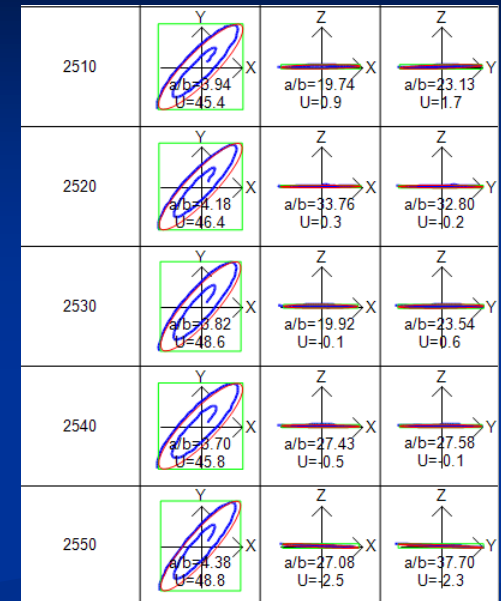 Y Z Z
2510 X X Y
a/b=3.94 a/b=19.74 a/b=23.13
U=45.4 U=0.9 U=1.7
Y Z Z
2520 X X Y
a/b=4.18 a/b=33.76 a/b=32.80
U=46.4 U=0.3 U=-0.2
Y Z Z
2530 X X Y
a/b=3.82 a/b=19.92 a/b=23.54
U=48.6 U=-0.1 U=0.6
Y Z Z
2540 X X Y
a/b=3.70 a/b=27.43 a/b=27.58
U=45.8 U=-0.5 U=-0.1
Y Z Z
2550 X X Y
a/b=4.38 a/b=27.08 a/b=37.70
U=48.8 U=-2.5 U=-2.3